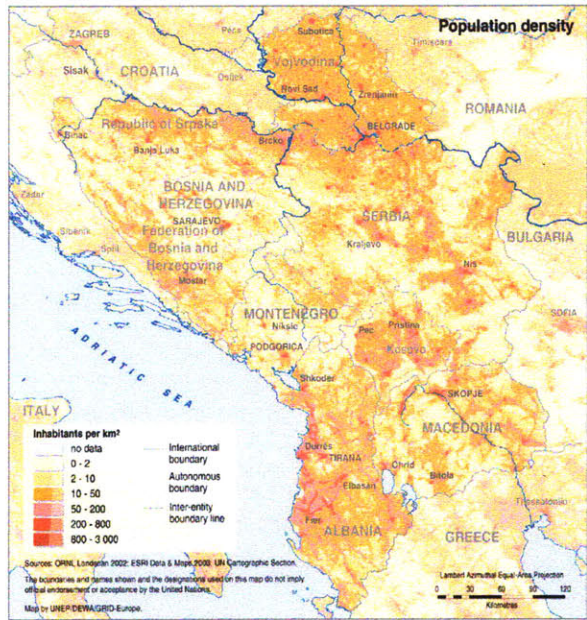 Population density
ZAGREB
Peca
Subotica
Timisoara
Sisak
CROATIA
Osijek
Vojvodina
Novi Sad
Zrenjanin
ROMANIA
Bihac
Republic of Srpska
Brcko
BELGRADE
Banja Luka
BOSNIA AND
HERZEGOVINA
Zadar
SARAJEVO
SERBIA
BULGARIA
Sibenik
Split
Federation of
Bosnia and
Herzegovina
Kraljevo
Nis
Mostar
MONTENEGRO
Niksic
Pec
Pristina
Kosovo
SOFIA
PODGORICA
ADRIATIC SEA
Shkoder
SKOPJE
MACEDONIA
ITALY
Durrës
TIRANA
Ohrid
Bitola
Elbasan
Thessaloniki
Fier
ALBANIA
GREECE
Inhabitants per km²
no data
0 - 2
2 - 10
10 - 50
50 - 200
200 - 800
800 - 3 000
International
boundary
Autonomous
boundary
Inter-entity
boundary line
Sources: ORNL Landscan 2002; ESRI Data & Maps 2003; UN Cartographic Section.
The boundaries and names shown and the designations used on this map do not imply
official endorsement or acceptance by the United Nations.
Map by UNEP/DEWA/GRID-Europe.
Lambert Azimuthal Equal-Area Projection
0 40 80 120
Kilometres